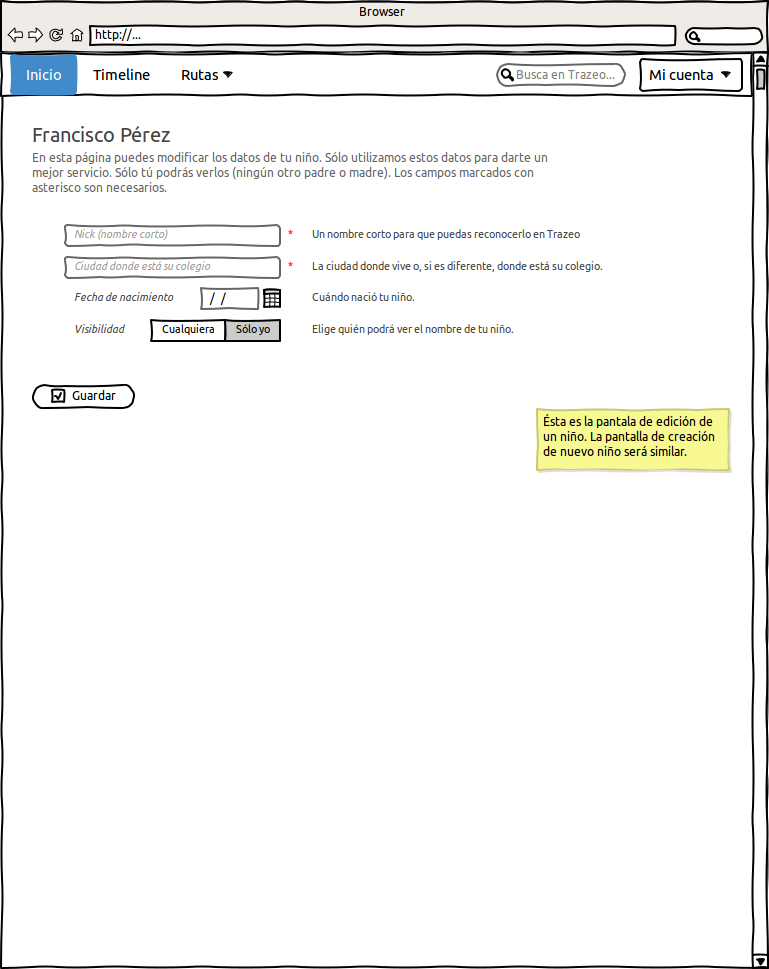 Browser
http://...
Inicio Timeline Rutas Busca en Trazeo... Mi cuenta
Francisco Pérez
En esta página puedes modificar los datos de tu niño. Sólo utilizamos estos datos para darte un
mejor servicio. Sólo tú podrás verlos (ningún otro padre o madre). Los campos marcados con
asterisco son necesarios.
Nick (nombre corto) * Un nombre corto para que puedas reconocerlo en Trazeo
Ciudad donde está su colegio * La ciudad donde vive o, si es diferente, donde está su colegio.
Fecha de nacimiento / / Cuándo nació tu niño.
Visibilidad Cualquiera Sólo yo Elige quién podrá ver el nombre de tu niño.
Guardar
Ésta es la pantala de edición de
un niño. La pantalla de creación
de nuevo niño será similar.